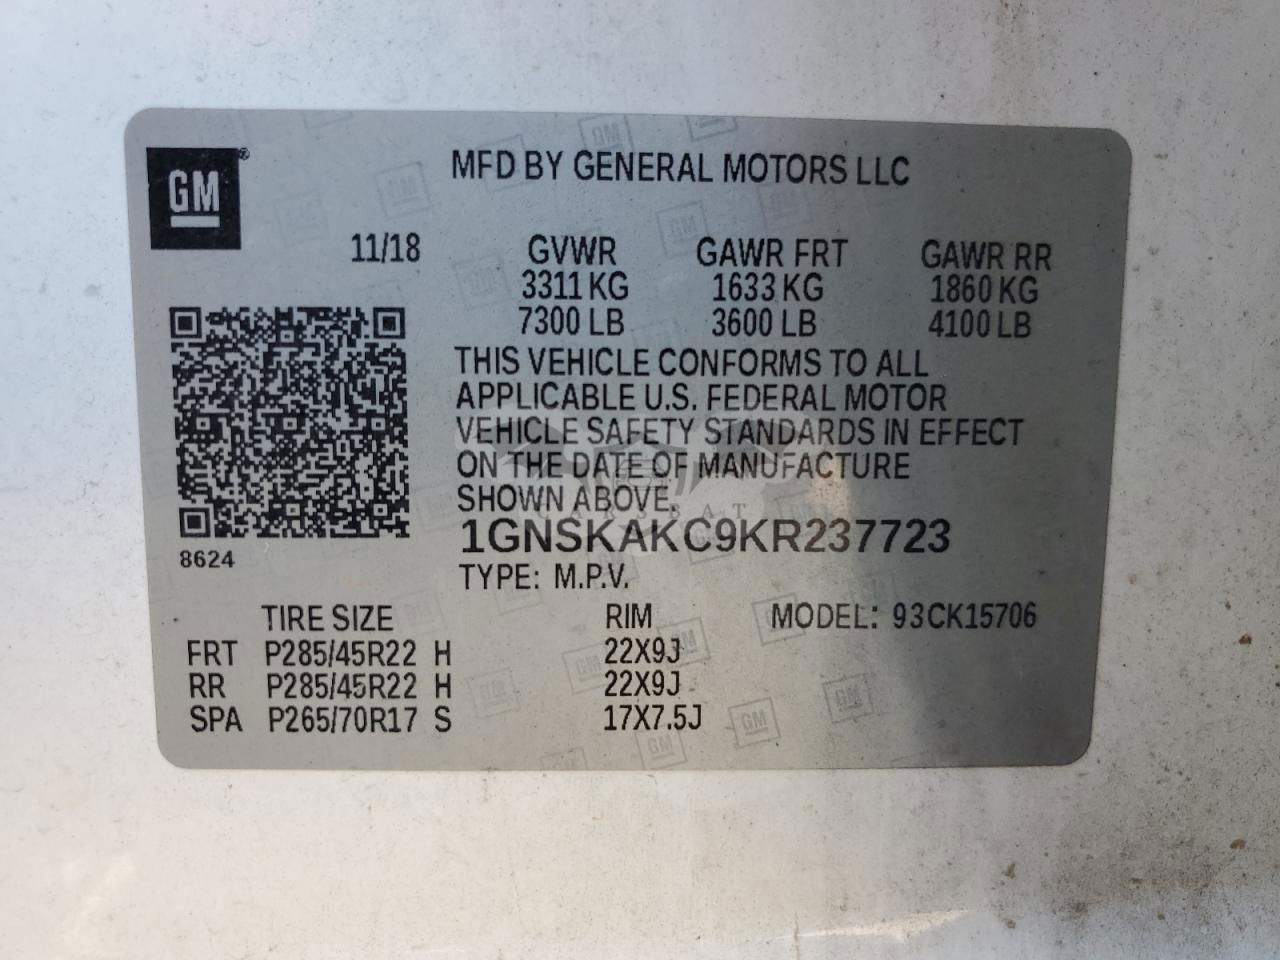 GM®
MFD BY GENERAL MOTORS LLC
11/18 GVWR GAWR FRT GAWR RR
3311 KG 1633 KG 1860 KG
7300 LB 3600 LB 4100 LB
THIS VEHICLE CONFORMS TO ALL
APPLICABLE U.S. FEDERAL MOTOR
VEHICLE SAFETY STANDARDS IN EFFECT
ON THE DATE OF MANUFACTURE
SHOWN ABOVE.
CARSBAT
1GNSKAKC9KR237723
8624
TYPE: M.P.V.
TIRE SIZE RIM MODEL: 93CK15706
FRT P285/45R22 H 22X9J
RR P285/45R22 H 22X9J
SPA P265/70R17 S 17X7.5J